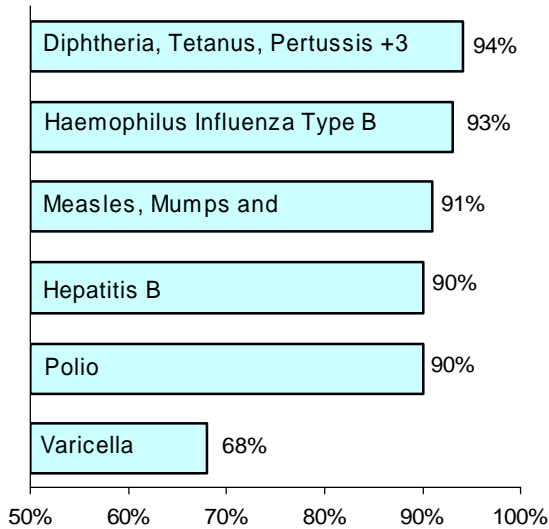 Diphtheria, Tetanus, Pertussis +3 94%
Haemophilus Influenza Type B 93%
Measles, Mumps and 91%
Hepatitis B 90%
Polio 90%
Varicella 68%
50% 60% 70% 80% 90% 100%